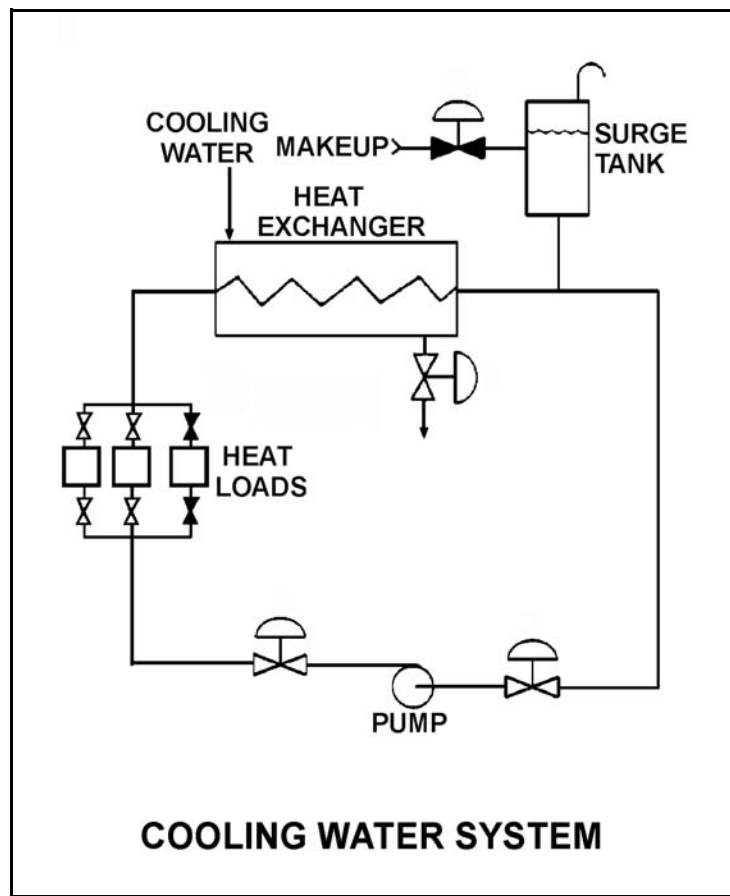 COOLING
WATER
MAKEUP
SURGE
TANK
HEAT
EXCHANGER
HEAT
LOADS
PUMP
COOLING WATER SYSTEM